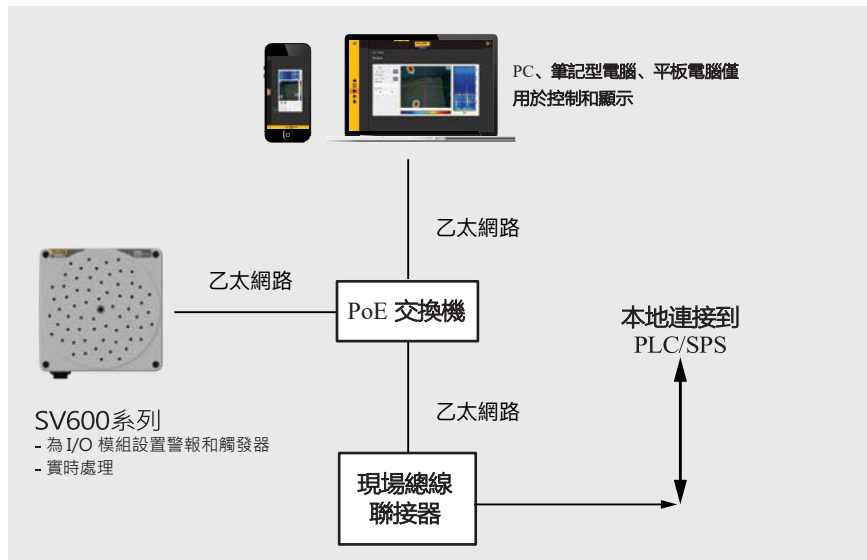 PC、筆記型電腦、平板電腦僅
用於控制和顯示
乙太網路
乙太網路
PoE 交換機
本地連接到
PLC/SPS
乙太網路
SV600系列
- 為 I/O 模組設置警報和觸發器
- 實時處理
現場總線
聯接器